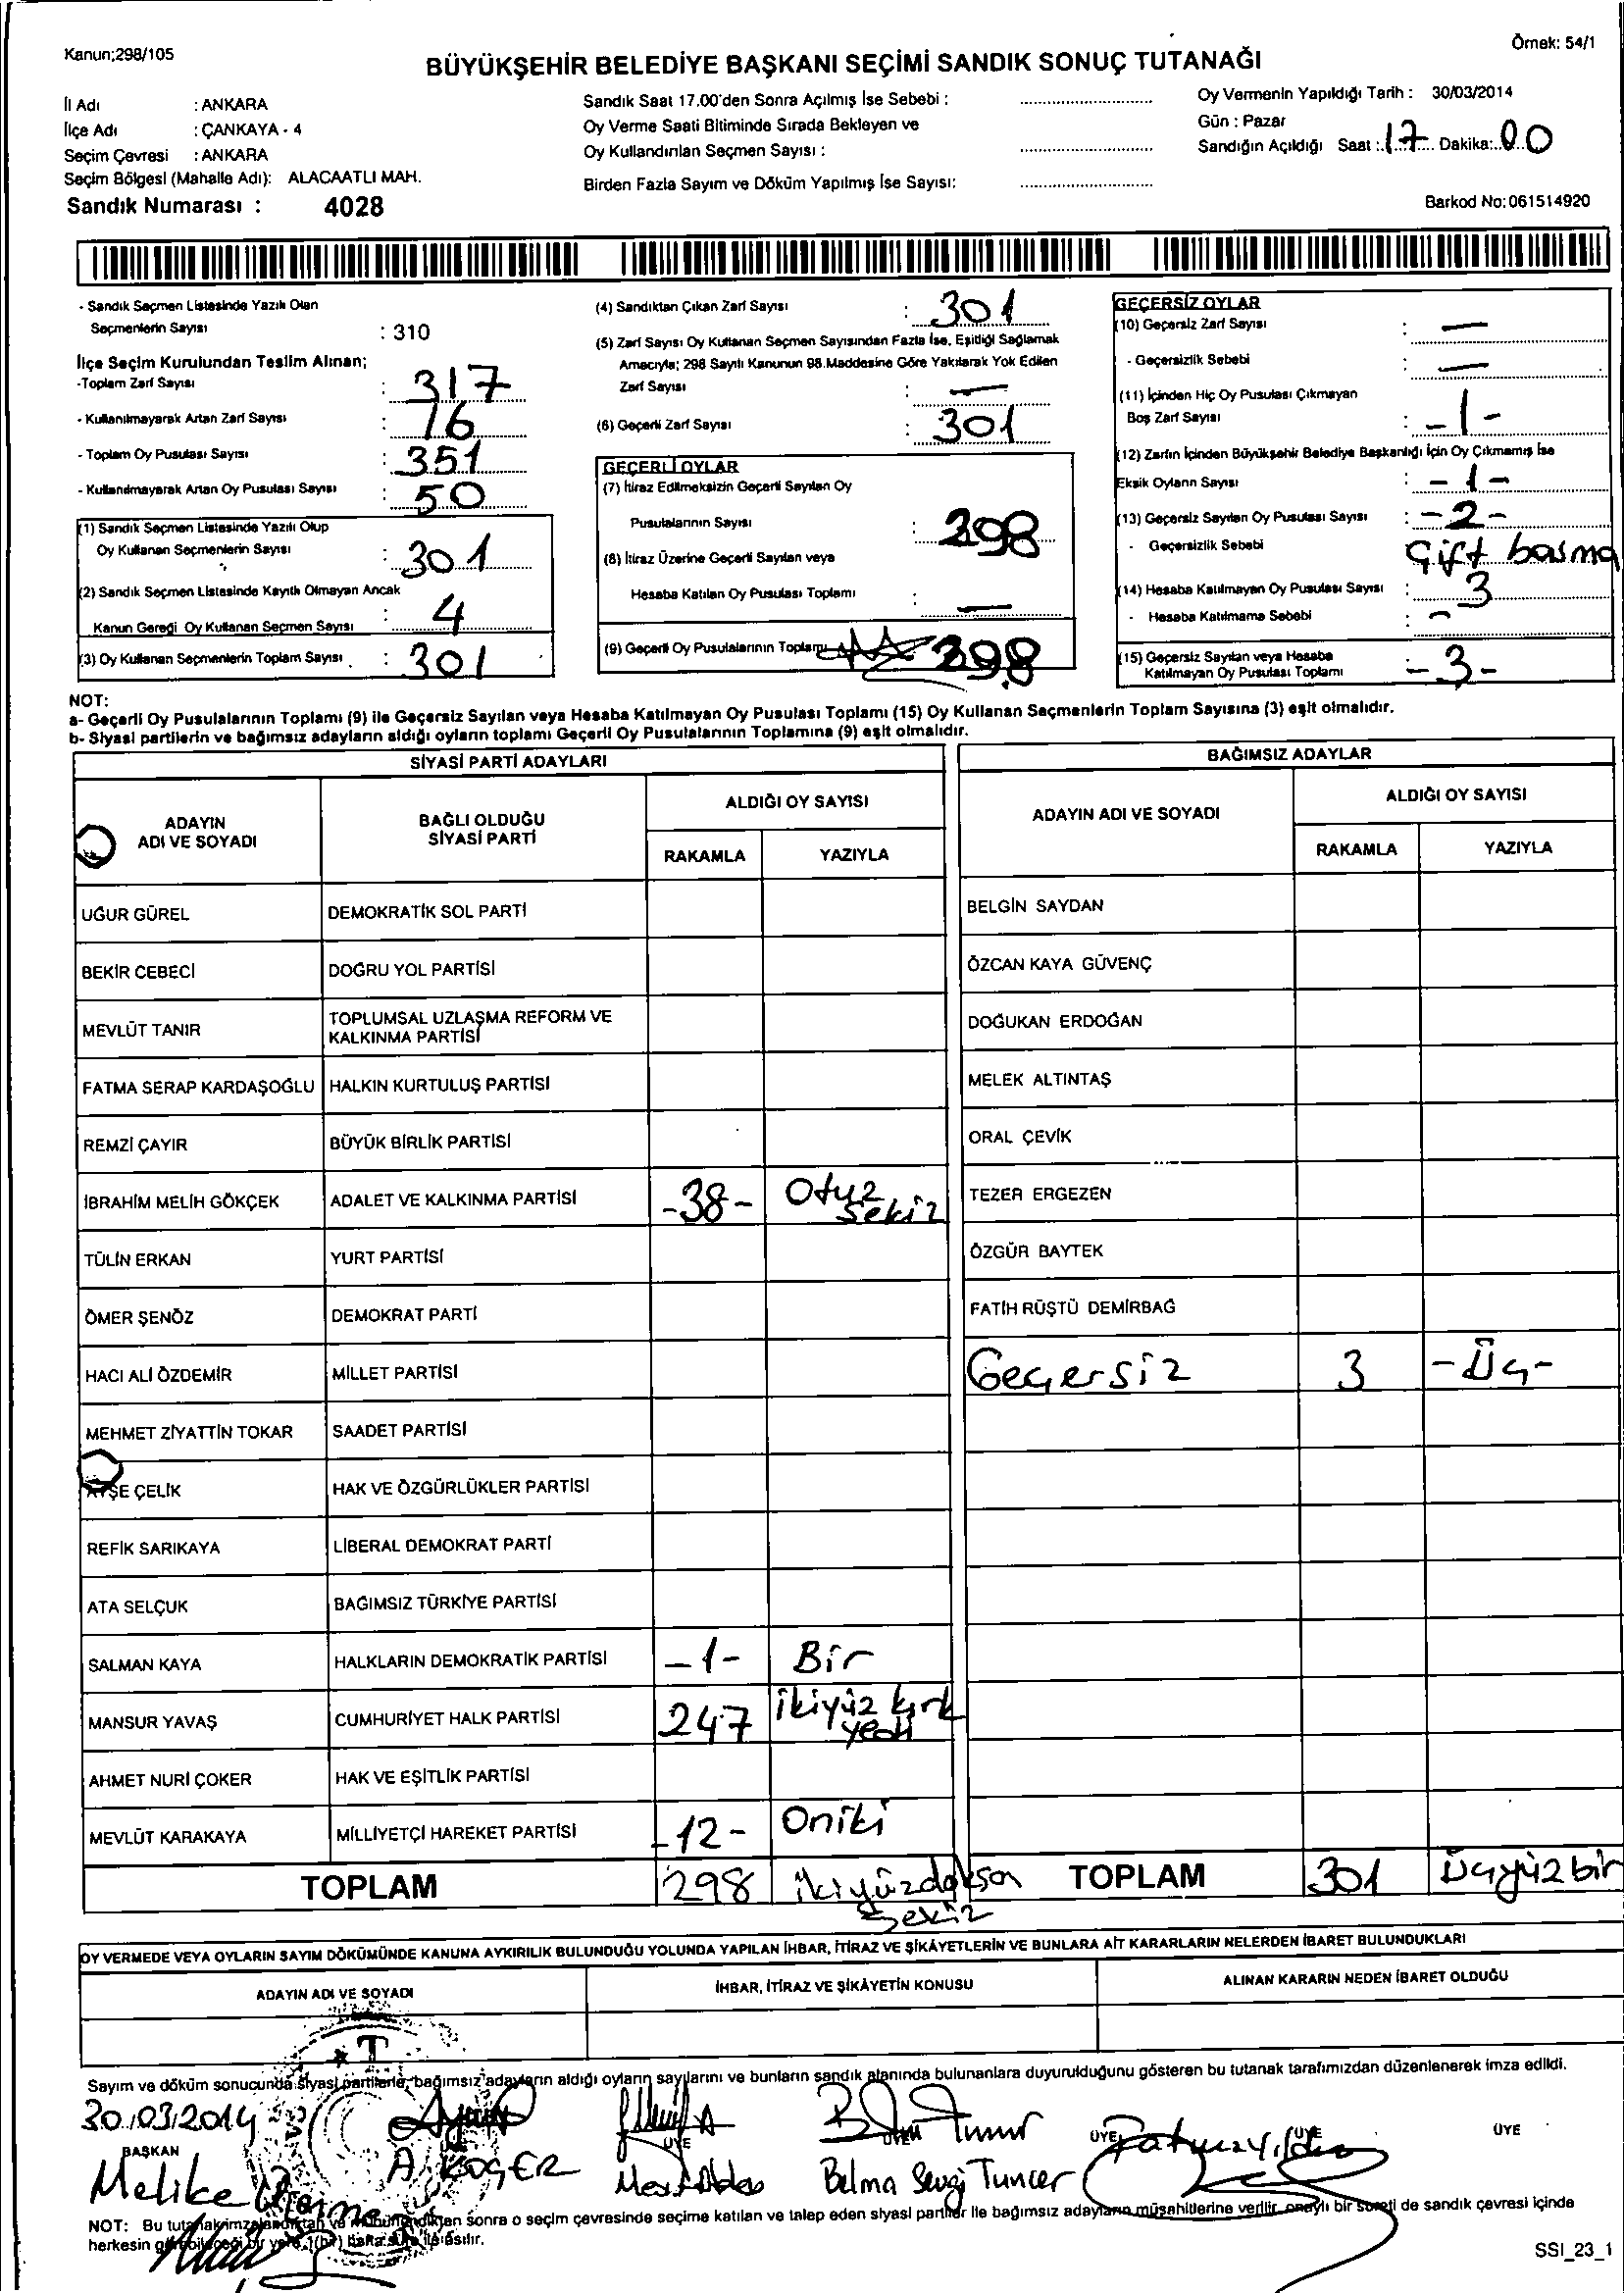 Kanun;298/105
Örnek: 54/1
BÜYÜKŞEHİR BELEDİYE BAŞKANI SEÇİMİ SANDIK SONUÇ TUTANAĞI
İl Adı : ANKARA
İlçe Adı : ÇANKAYA - 4
Seçim Çevresi : ANKARA
Seçim Bölgesi (Mahalle Adı): ALACAATLI MAH.
Sandık Numarası : 4028
Sandık Saat 17.00'den Sonra Açılmış İse Sebebi :
Oy Verme Saati Bitiminde Sırada Bekleyen ve
Oy Kullandırılan Seçmen Sayısı :
Birden Fazla Sayım ve Döküm Yapılmış İse Sayısı:
Oy Vermenin Yapıldığı Tarih : 30/03/2014
Gün : Pazar
Sandığın Açıldığı Saat : 17 Dakika: 00
Barkod No: 061514920
- Sandık Seçmen Listesinde Yazılı Olan
Seçmenlerin Sayısı : 310
İlçe Seçim Kurulundan Teslim Alınan;
-Toplam Zarf Sayısı : 317
- Kullanılmayarak Artan Zarf Sayısı : 16
- Toplam Oy Pusulası Sayısı : 351
- Kullanılmayarak Artan Oy Pusulası Sayısı : 50
(1) Sandık Seçmen Listesinde Yazılı Olup
Oy Kullanan Seçmenlerin Sayısı : 301
(2) Sandık Seçmen Listesinde Kayıtlı Olmayan Ancak
Kanun Gereği Oy Kullanan Seçmen Sayısı : 4
(3) Oy Kullanan Seçmenlerin Toplam Sayısı : 301
(4) Sandıktan Çıkan Zarf Sayısı : 301
(5) Zarf Sayısı Oy Kullanan Seçmen Sayısından Fazla İse, Eşitliği Sağlamak
Amacıyla; 298 Sayılı Kanunun 98.Maddesine Göre Yakılarak Yok Edilen
Zarf Sayısı : —
(6) Geçerli Zarf Sayısı : 301
GEÇERLİ OYLAR
(7) İtiraz Edilmeksizin Geçerli Sayılan Oy
Pusulalarının Sayısı : 298
(8) İtiraz Üzerine Geçerli Sayılan veya
Hesaba Katılan Oy Pusulası Toplamı : —
(9) Geçerli Oy Pusulalarının Toplamı 298
GEÇERSİZ OYLAR
(10) Geçersiz Zarf Sayısı : —
- Geçersizlik Sebebi : —
(11) İçinden Hiç Oy Pusulası Çıkmayan
Boş Zarf Sayısı : -1-
(12) Zarfın İçinden Büyükşehir Belediye Başkanlığı İçin Oy Çıkmamış İse
Eksik Oyların Sayısı : -1-
(13) Geçersiz Sayılan Oy Pusulası Sayısı : -2-
- Geçersizlik Sebebi Çift basma
(14) Hesaba Katılmayan Oy Pusulası Sayısı : 3
- Hesaba Katılmama Sebebi : -
(15) Geçersiz Sayılan veya Hesaba
Katılmayan Oy Pusulası Toplamı -3-
NOT:
a- Geçerli Oy Pusulalarının Toplamı (9) ile Geçersiz Sayılan veya Hesaba Katılmayan Oy Pusulası Toplamı (15) Oy Kullanan Seçmenlerin Toplam Sayısına (3) eşit olmalıdır.
b- Siyasi partilerin ve bağımsız adayların aldığı oyların toplamı Geçerli Oy Pusulalarının Toplamına (9) eşit olmalıdır.
SİYASİ PARTİ ADAYLARI
ADAYIN ADI VE SOYADI
BAĞLI OLDUĞU SİYASİ PARTİ
ALDIĞI OY SAYISI
RAKAMLA YAZIYLA
UĞUR GÜREL DEMOKRATİK SOL PARTİ
BEKİR CEBECİ DOĞRU YOL PARTİSİ
MEVLÜT TANIR TOPLUMSAL UZLAŞMA REFORM VE KALKINMA PARTİSİ
FATMA SERAP KARDAŞOĞLU HALKIN KURTULUŞ PARTİSİ
REMZİ ÇAYIR BÜYÜK BİRLİK PARTİSİ
İBRAHİM MELİH GÖKÇEK ADALET VE KALKINMA PARTİSİ -38- Otuz Sekiz
TÜLİN ERKAN YURT PARTİSİ
ÖMER ŞENÖZ DEMOKRAT PARTİ
HACI ALİ ÖZDEMİR MİLLET PARTİSİ
MEHMET ZİYATTİN TOKAR SAADET PARTİSİ
AYŞE ÇELİK HAK VE ÖZGÜRLÜKLER PARTİSİ
REFİK SARIKAYA LİBERAL DEMOKRAT PARTİ
ATA SELÇUK BAĞIMSIZ TÜRKİYE PARTİSİ
SALMAN KAYA HALKLARIN DEMOKRATİK PARTİSİ -1- Bir
MANSUR YAVAŞ CUMHURİYET HALK PARTİSİ 247 ikiyüz kırk yedi
AHMET NURİ ÇOKER HAK VE EŞİTLİK PARTİSİ
MEVLÜT KARAKAYA MİLLİYETÇİ HAREKET PARTİSİ -12- Oniki
TOPLAM 298 ikiyüzdoksan sekiz
BAĞIMSIZ ADAYLAR
ADAYIN ADI VE SOYADI
ALDIĞI OY SAYISI
RAKAMLA YAZIYLA
BELGİN SAYDAN
ÖZCAN KAYA GÜVENÇ
DOĞUKAN ERDOĞAN
MELEK ALTINTAŞ
ORAL ÇEVİK
TEZER ERGEZEN
ÖZGÜR BAYTEK
FATİH RÜŞTÜ DEMİRBAĞ
Geçersiz 3 -Üç-
TOPLAM 301 Üçyüzbir
OY VERMEDE VEYA OYLARIN SAYIM DÖKÜMÜNDE KANUNA AYKIRILIK BULUNDUĞU YOLUNDA YAPILAN İHBAR, İTİRAZ VE ŞİKÂYETLERİN VE BUNLARA AİT KARARLARIN NELERDEN İBARET BULUNDUKLARI
ADAYIN ADI VE SOYADI
İHBAR, İTİRAZ VE ŞİKÂYETİN KONUSU
ALINAN KARARIN NEDEN İBARET OLDUĞU
Sayım ve döküm sonucunda siyasi partilerle, bağımsız adayların aldığı oyların sayılarını ve bunların sandık alanında bulunanlara duyurulduğunu gösteren bu tutanak tarafımızdan düzenlenerek imza edildi.
30.03.2014
BAŞKAN ÜYE ÜYE ÜYE ÜYE ÜYE
Melike
A. KOÇER
Belma Sevgi Tuncer
NOT: Bu tutanak imzalandıktan ve mühürlendikten sonra o seçim çevresinde seçime katılan ve talep eden siyasi partiler ile bağımsız adayların müşahitlerine verilir, onaylı bir sureti de sandık çevresi içinde
herkesin görebileceği bir yere 1(bir) hafta süre ile asılır.
SSI_23_1